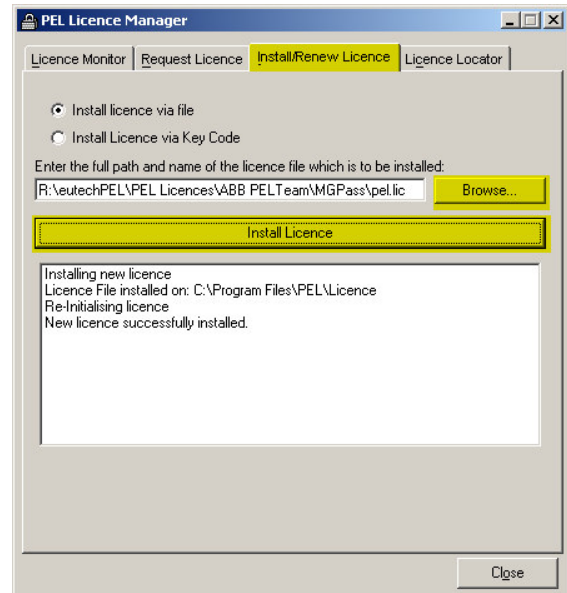 PEL Licence Manager
Licence Monitor Request Licence Install/Renew Licence Licence Locator
Install licence via file
Install Licence via Key Code
Enter the full path and name of the licence file which is to be installed:
R:\eutechPEL\PEL Licences\ABB PELTeam\MGPass\pel.lic Browse...
Install Licence
Installing new licence
Licence File installed on: C:\Program Files\PEL\Licence
Re-Initialising licence
New licence successfully installed.
Close